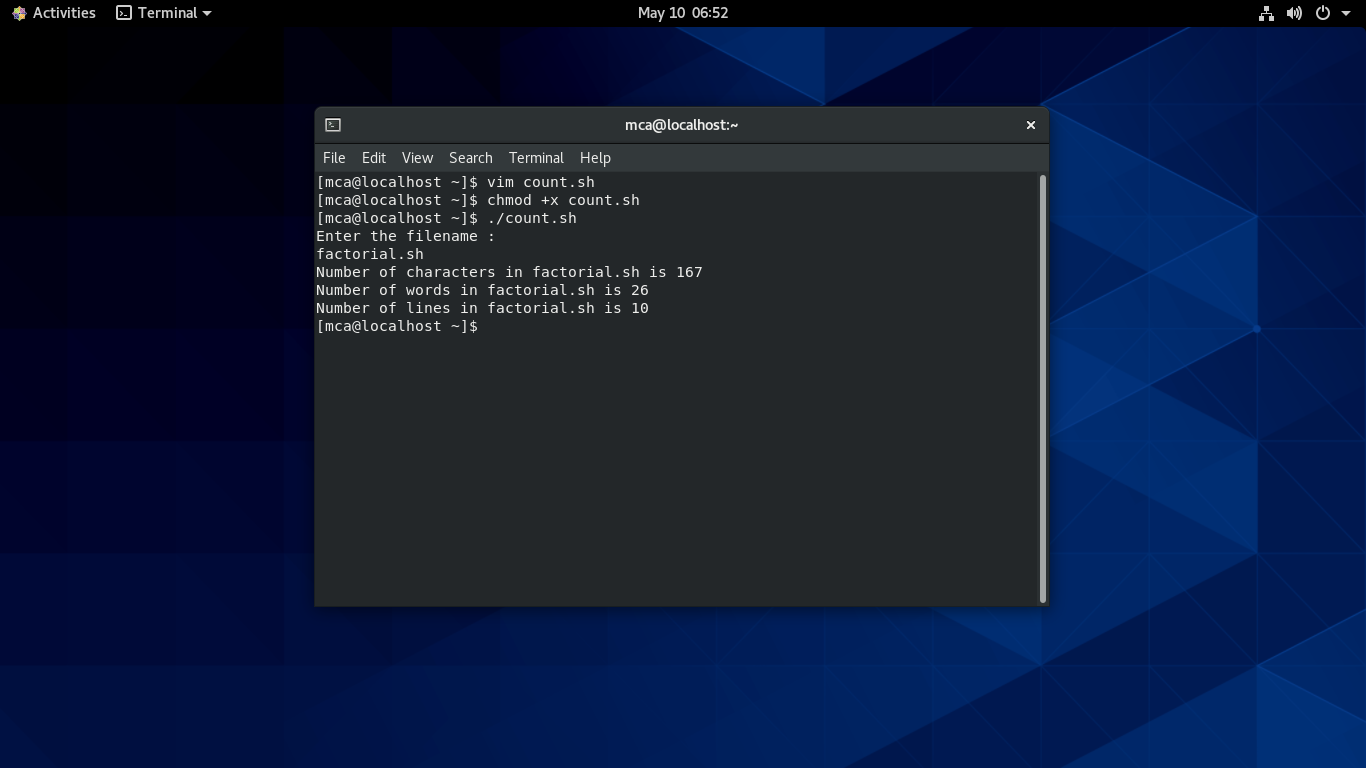 Activities Terminal May 10 06:52
mca@localhost:~
File Edit View Search Terminal Help
[mca@localhost ~]$ vim count.sh
[mca@localhost ~]$ chmod +x count.sh
[mca@localhost ~]$ ./count.sh
Enter the filename :
factorial.sh
Number of characters in factorial.sh is 167
Number of words in factorial.sh is 26
Number of lines in factorial.sh is 10
[mca@localhost ~]$